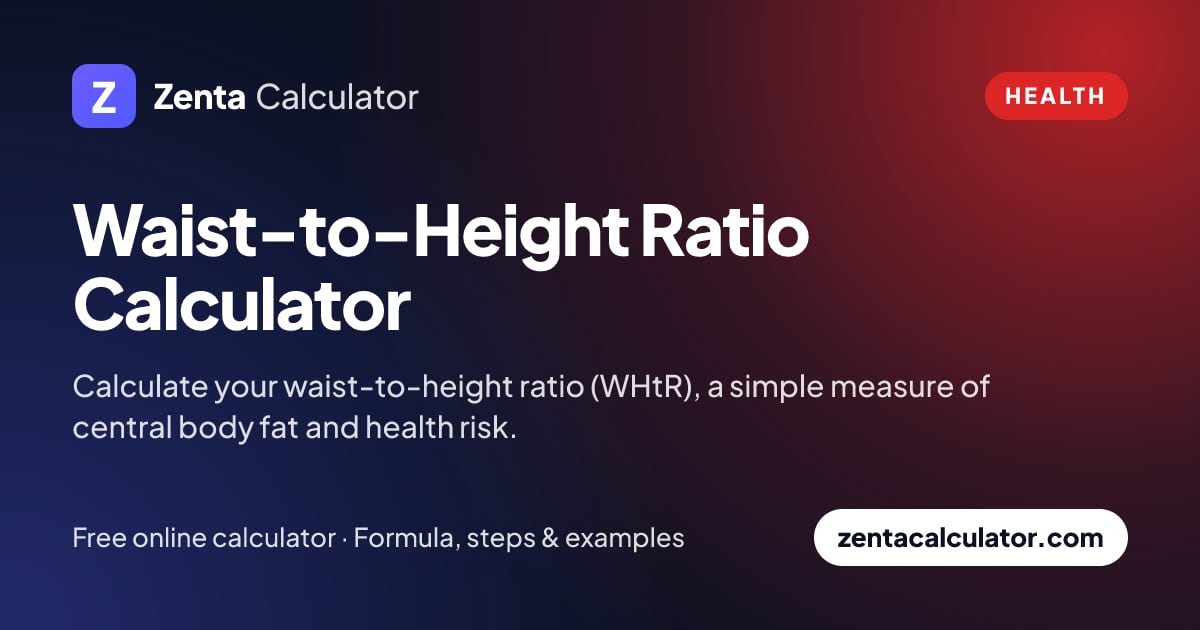 Z
Zenta Calculator
HEALTH
Waist-to-Height Ratio
Calculator
Calculate your waist-to-height ratio (WHtR), a simple measure of
central body fat and health risk.
Free online calculator · Formula, steps & examples
zentacalculator.com